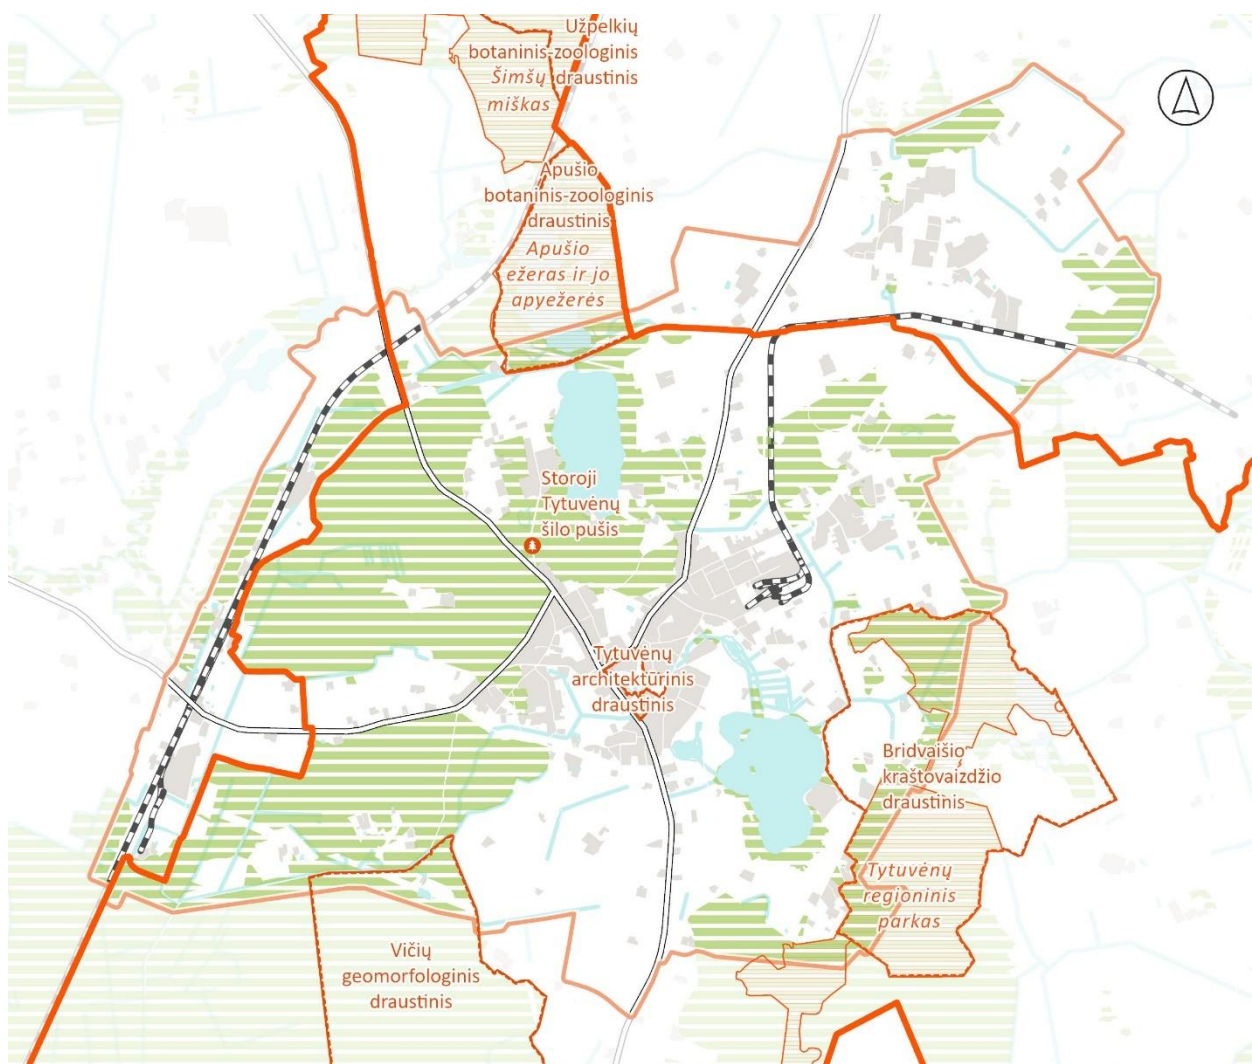 Užpelkių
botaninis-zoologinis
draustinis
Šimšų
miškas
Apušio
botaninis-zoologinis
draustinis
Apušio
ežeras ir jo
apyežerės
Storoji
Tytuvėnų
šilo pušis
Tytuvėnų
architektūrinis
draustinis
Bridvaišio
kraštovaizdžio
draustinis
Tytuvėnų
regioninis
parkas
Vičių
geomorfologinis
draustinis